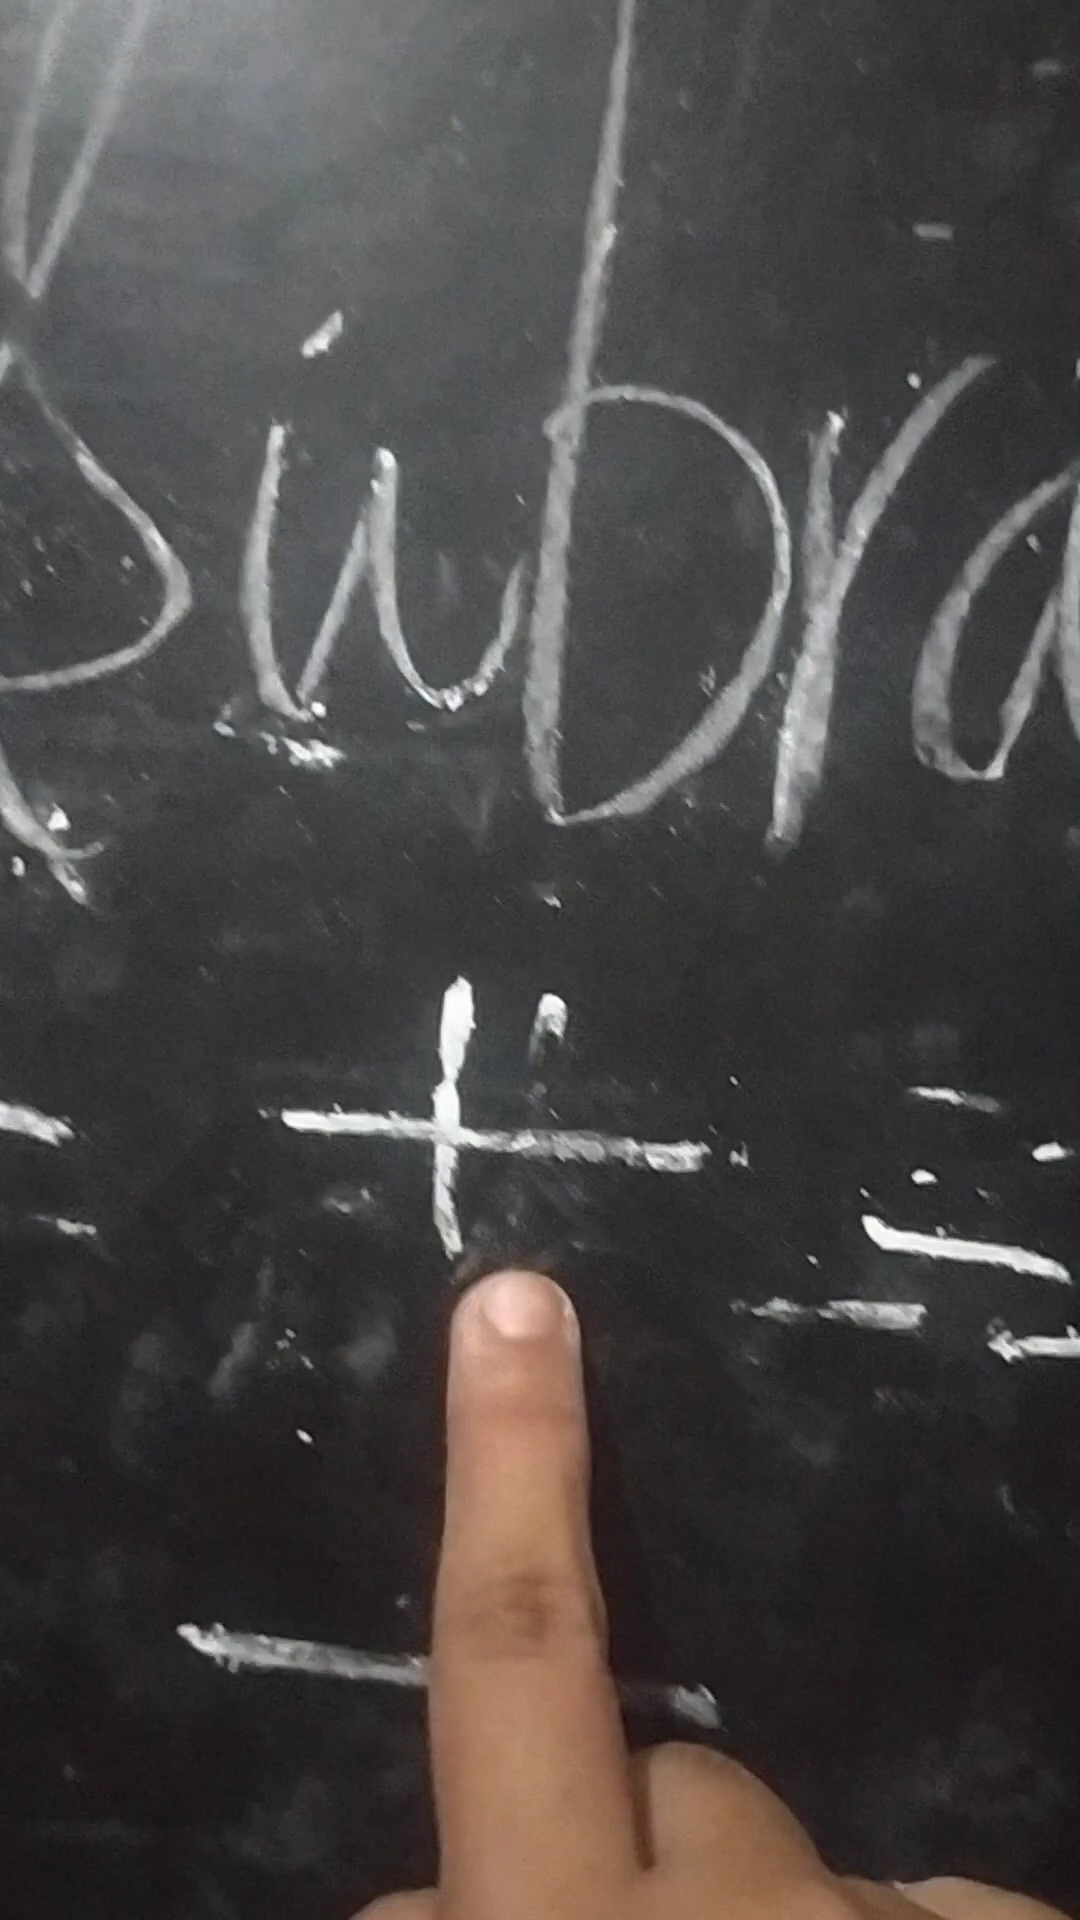 Subra
- + =
-